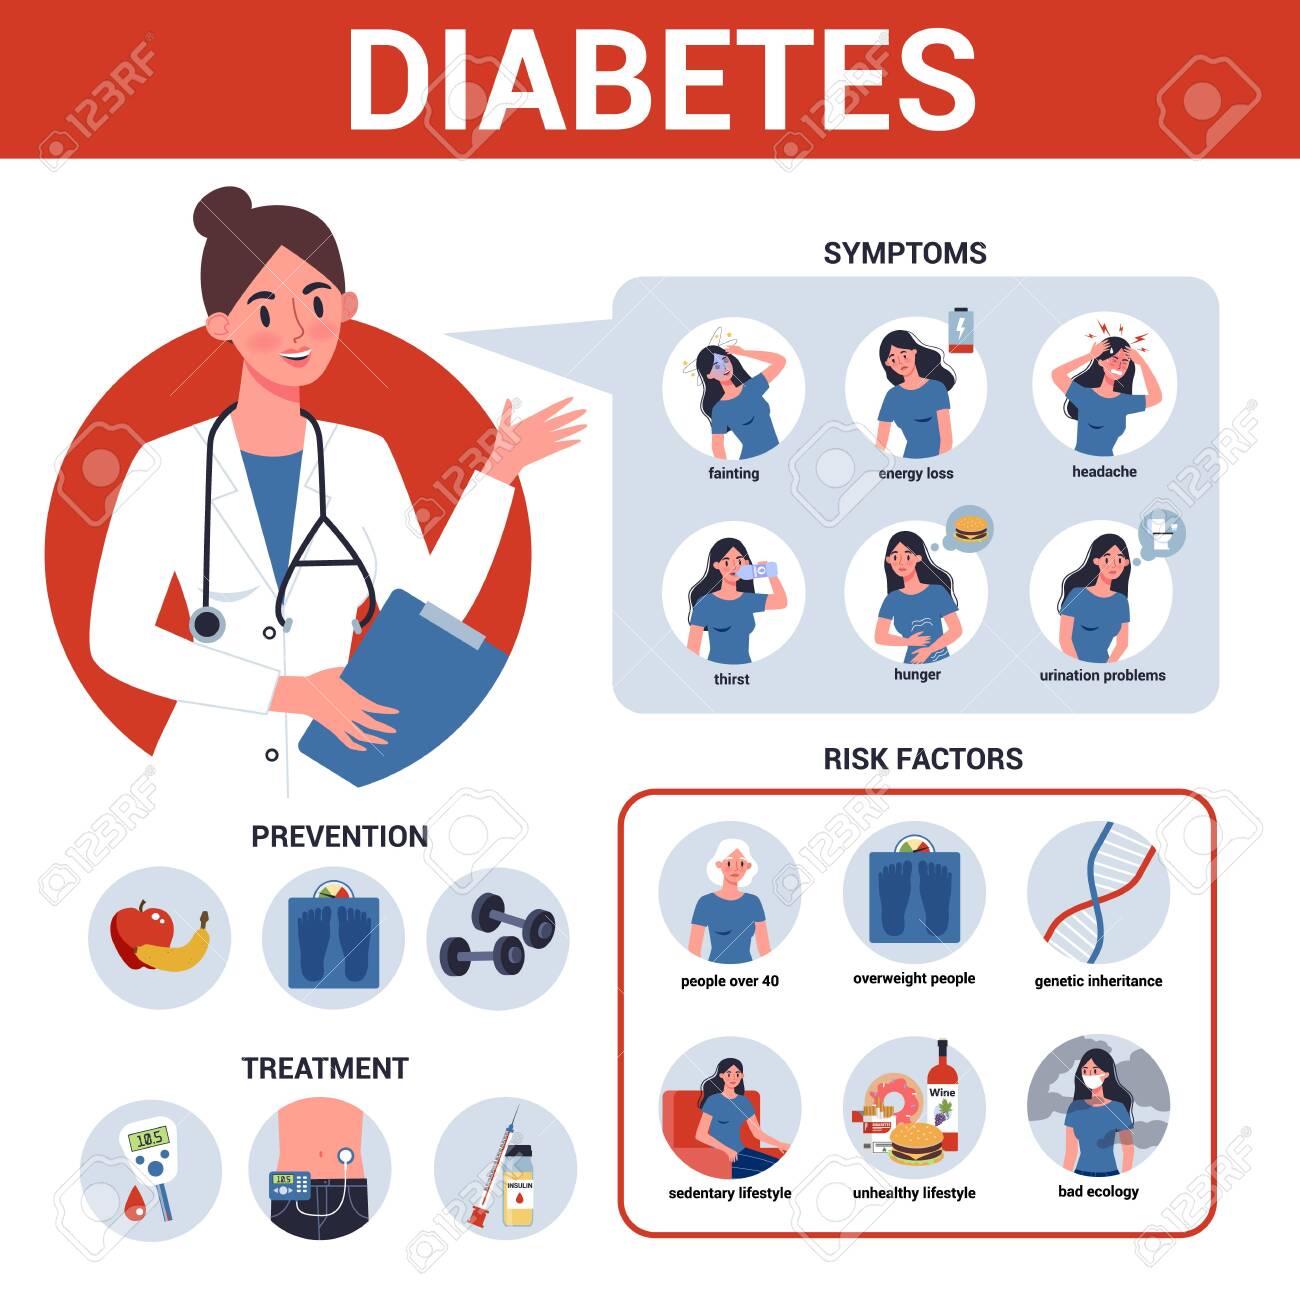 DIABETES
SYMPTOMS
fainting
energy loss
headache
thirst
hunger
urination problems
RISK FACTORS
people over 40
overweight people
genetic inheritance
Wine
sedentary lifestyle
unhealthy lifestyle
bad ecology
PREVENTION
TREATMENT
10.5
10.5
INSULIN
123RF